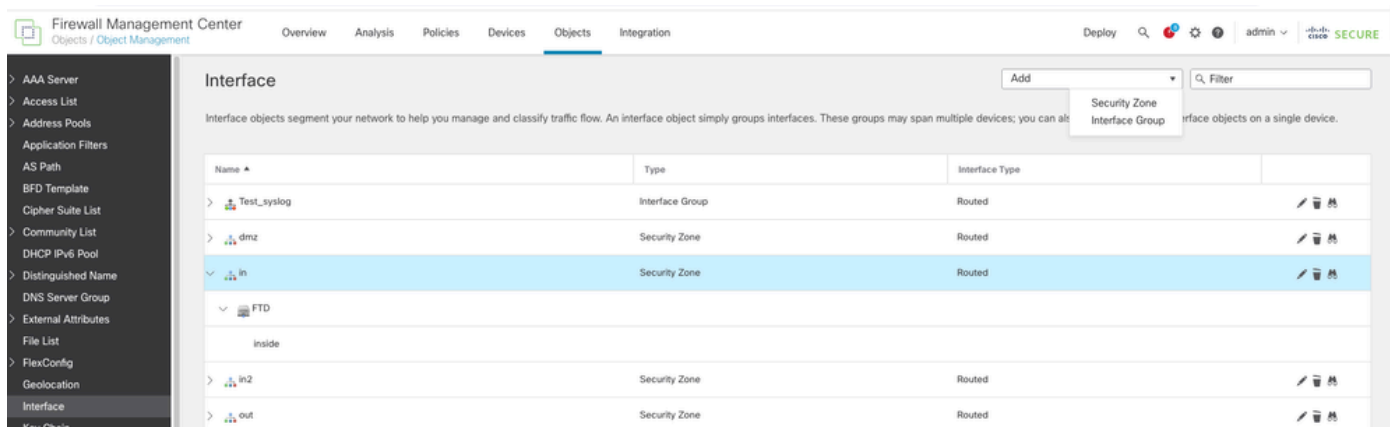 Firewall Management Center
Objects / Object Management
Overview Analysis Policies Devices Objects Integration
Deploy admin cisco SECURE
AAA Server
Access List
Address Pools
Application Filters
AS Path
BFD Template
Cipher Suite List
Community List
DHCP IPv6 Pool
Distinguished Name
DNS Server Group
External Attributes
File List
FlexConfig
Geolocation
Interface
Key Chain
Interface
Add Filter
Security Zone
Interface Group
Interface objects segment your network to help you manage and classify traffic flow. An interface object simply groups interfaces. These groups may span multiple devices; you can objects on a single device.
Name Type Interface Type
Test_syslog Interface Group Routed
dmz Security Zone Routed
in Security Zone Routed
FTD
inside
in2 Security Zone Routed
out Security Zone Routed